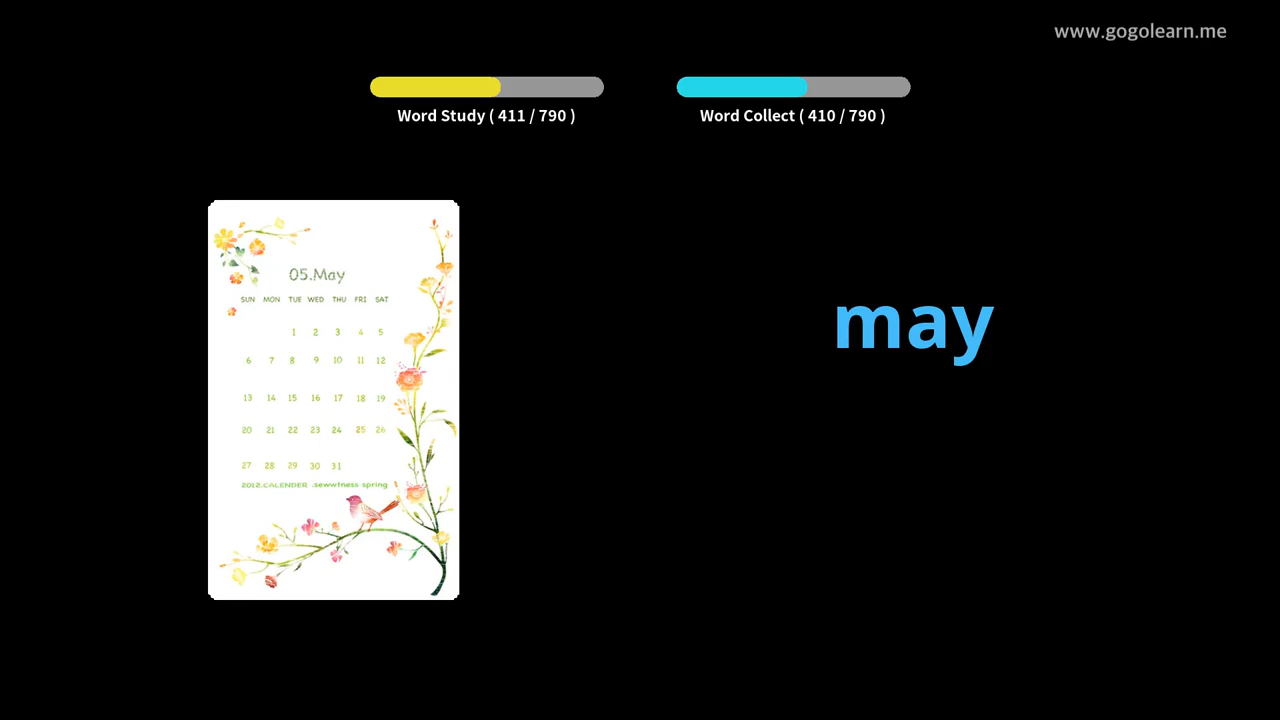 www.gogolearn.me
Word Study ( 411 / 790 )
Word Collect ( 410 / 790 )
05.May
SUN MON TUE WED THU FRI SAT
1 2 3 4 5
6 7 8 9 10 11 12
13 14 15 16 17 18 19
20 21 22 23 24 25 26
27 28 29 30 31
2012.CALENDER .sewwtness spring
may